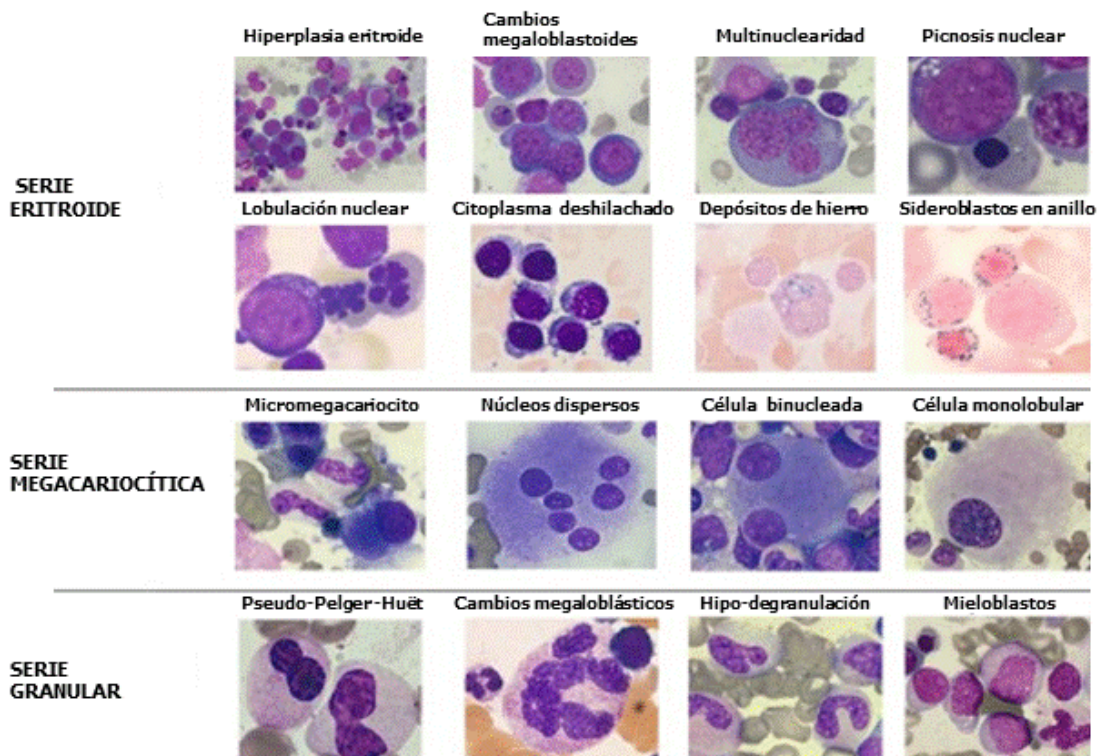 Hiperplasia eritroide
Cambios
megaloblastoides
Multinuclearidad
Picnosis nuclear
SERIE
ERITROIDE
Lobulación nuclear
Citoplasma deshilachado
Depósitos de hierro
Sideroblastos en anillo
Micromegacariocito
Núcleos dispersos
Célula binucleada
Célula monolobular
SERIE
MEGACARIOCÍTICA
Pseudo-Pelger-Huët
Cambios megaloblásticos
Hipo-degranulación
Mieloblastos
SERIE
GRANULAR